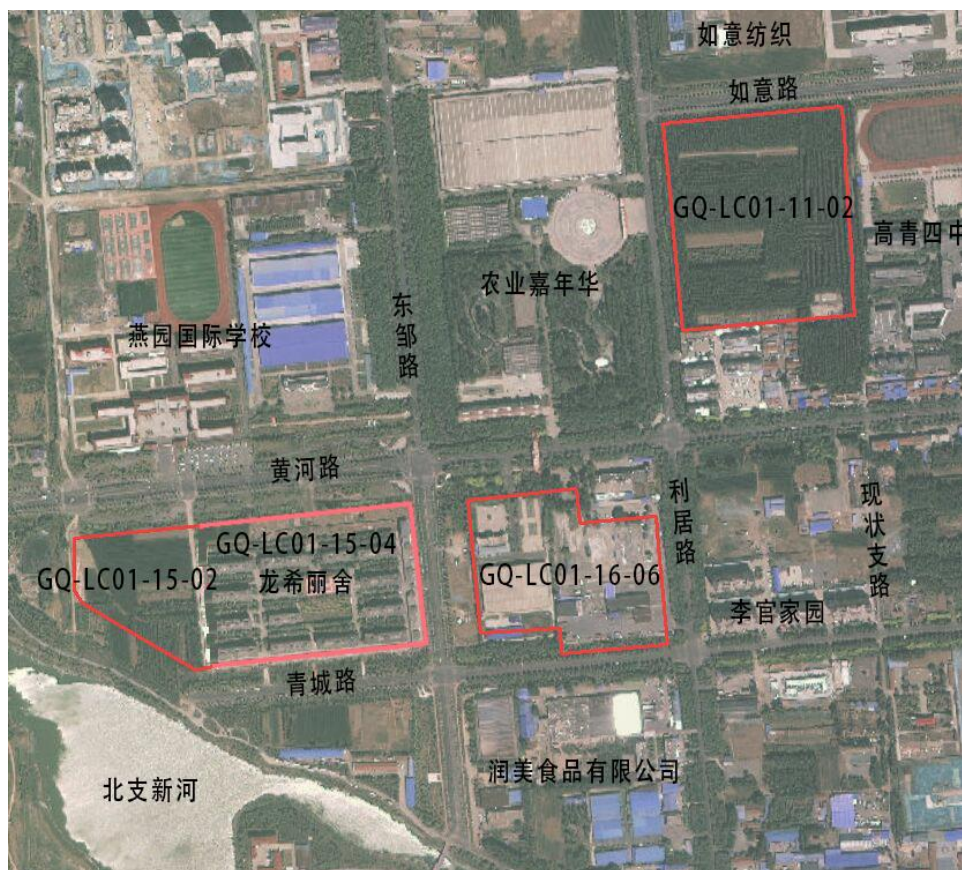 如意纺织
如意路
GQ-LC01-11-02
高青四中
农业嘉年华
东邹路
燕园国际学校
黄河路
利居路
现状支路
GQ-LC01-15-04
GQ-LC01-15-02
龙希丽舍
GQ-LC01-16-06
李官家园
青城路
润美食品有限公司
北支新河